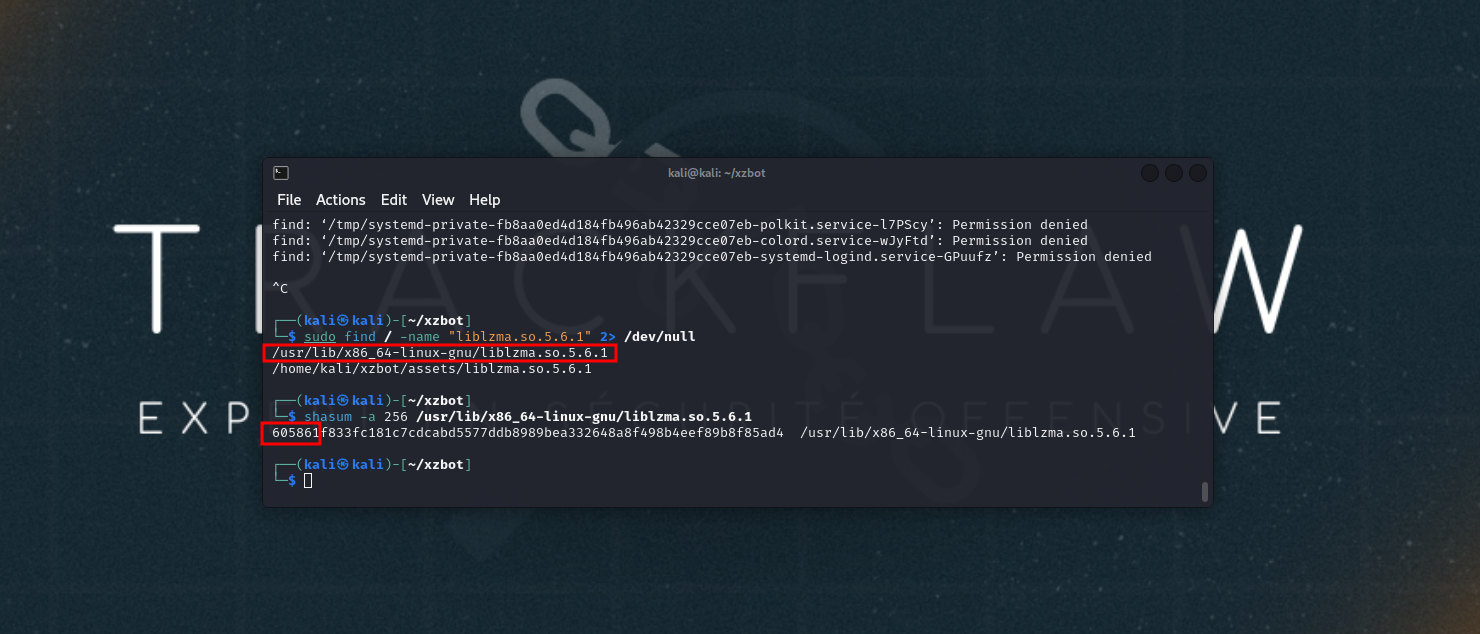 kali@kali: ~/xzbot
File Actions Edit View Help
find: ‘/tmp/systemd-private-fb8aa0ed4d184fb496ab42329cce07eb-polkit.service-l7PScy’: Permission denied
find: ‘/tmp/systemd-private-fb8aa0ed4d184fb496ab42329cce07eb-colord.service-wJyFtd’: Permission denied
find: ‘/tmp/systemd-private-fb8aa0ed4d184fb496ab42329cce07eb-systemd-logind.service-GPuufz’: Permission denied
^C
┌──(kali㉿kali)-[~/xzbot]
└─$ sudo find / -name "liblzma.so.5.6.1" 2> /dev/null
/usr/lib/x86_64-linux-gnu/liblzma.so.5.6.1
/home/kali/xzbot/assets/liblzma.so.5.6.1
┌──(kali㉿kali)-[~/xzbot]
└─$ shasum -a 256 /usr/lib/x86_64-linux-gnu/liblzma.so.5.6.1
605861f833fc181c7cdcabd5577ddb8989bea332648a8f498b4eef89b8f85ad4  /usr/lib/x86_64-linux-gnu/liblzma.so.5.6.1
┌──(kali㉿kali)-[~/xzbot]
└─$
TRACKFLAW